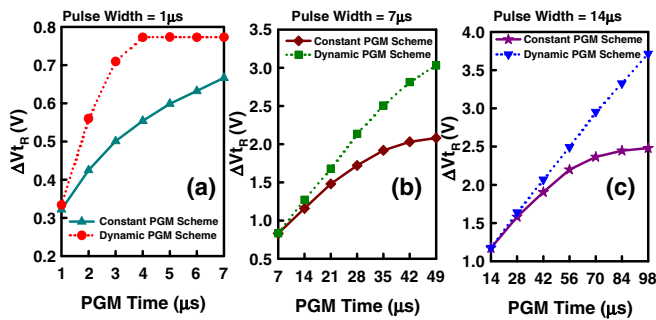 Pulse Width = 1µs
ΔVt_R (V)
0.8
0.7
0.6
0.5
0.4
0.3
0.2
(a)
Constant PGM Scheme
Dynamic PGM Scheme
1 2 3 4 5 6 7
PGM Time (µs)
Pulse Width = 7µs
Constant PGM Scheme
Dynamic PGM Scheme
ΔVt_R (V)
3.5
3.0
2.5
2.0
1.5
1.0
0.5
(b)
7 14 21 28 35 42 49
PGM Time (µs)
Pulse Width = 14µs
Constant PGM Scheme
Dynamic PGM Scheme
ΔVt_R (V)
4.0
3.5
3.0
2.5
2.0
1.5
1.0
(c)
14 28 42 56 70 84 98
PGM Time (µs)